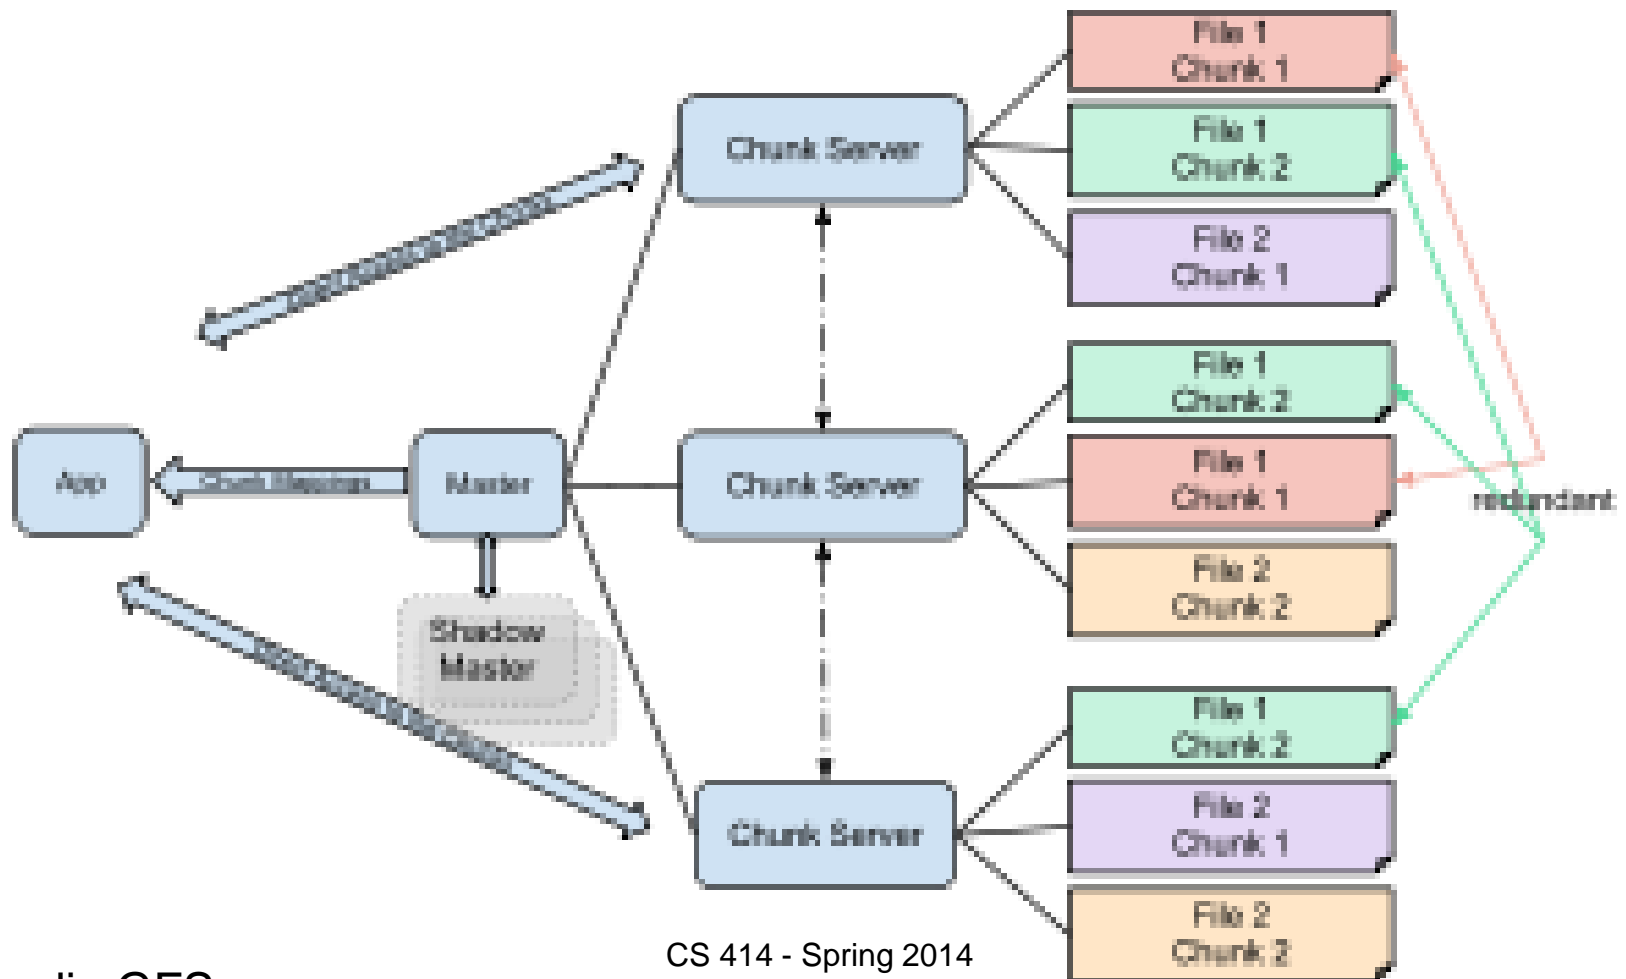 File 1
Chunk 1
File 1
Chunk 2
File 2
Chunk 1
Chunk Server
File 1
Chunk 2
File 1
Chunk 1
File 2
Chunk 2
App
Chunk Mappings
Master
Chunk Server
redundant
Shadow
Master
File 1
Chunk 2
File 2
Chunk 1
File 2
Chunk 2
Chunk Server
CS 414 - Spring 2014